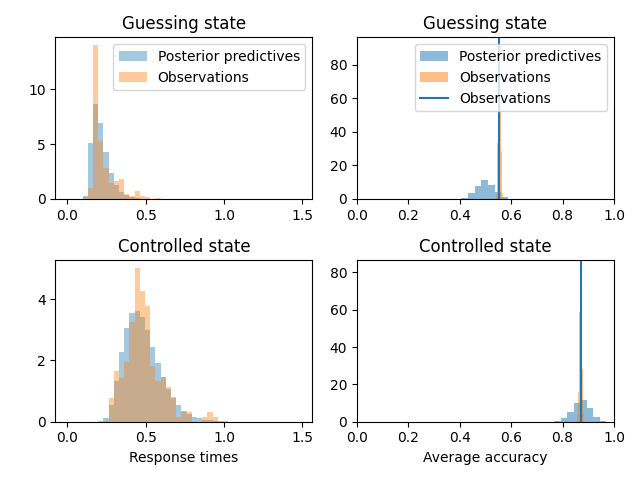 Guessing state
Posterior predictives
Observations
10
5
0
0.0 0.5 1.0 1.5
Guessing state
Posterior predictives
Observations
Observations
80
60
40
20
0
0.0 0.2 0.4 0.6 0.8 1.0
Controlled state
4
2
0
0.0 0.5 1.0 1.5
Response times
Controlled state
80
60
40
20
0
0.0 0.2 0.4 0.6 0.8 1.0
Average accuracy